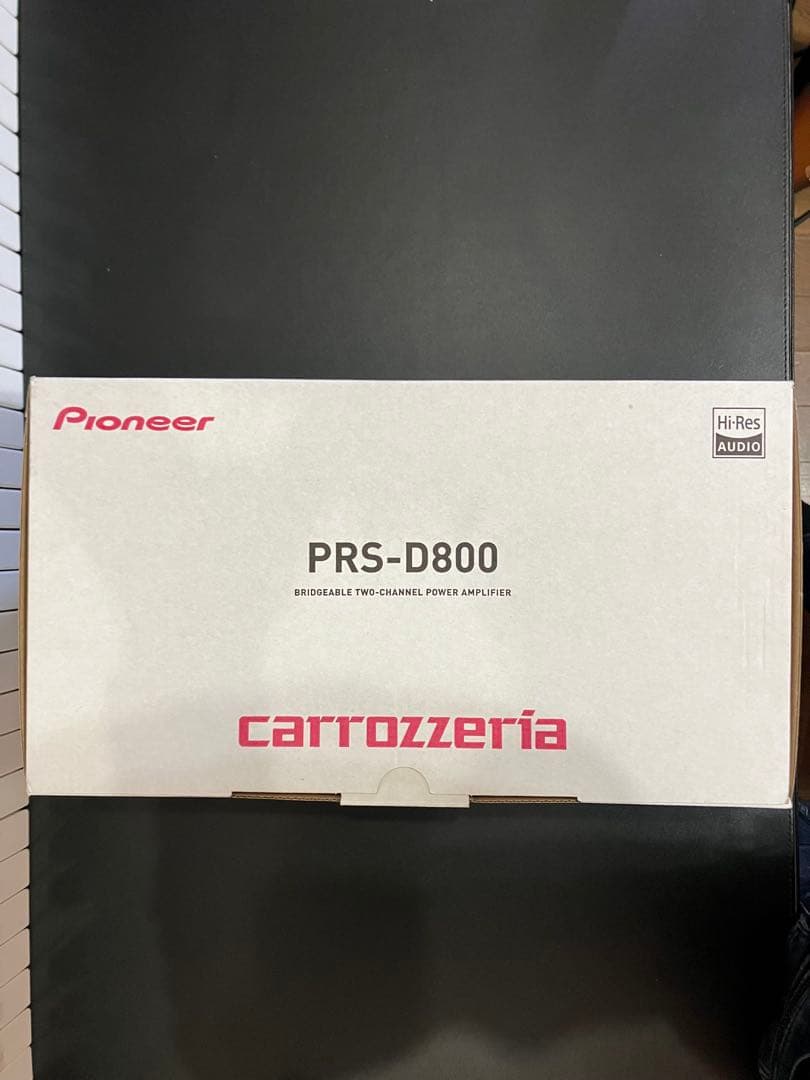 Pioneer
Hi-Res
AUDIO
PRS-D800
BRIDGEABLE TWO-CHANNEL POWER AMPLIFIER
carrozzeria